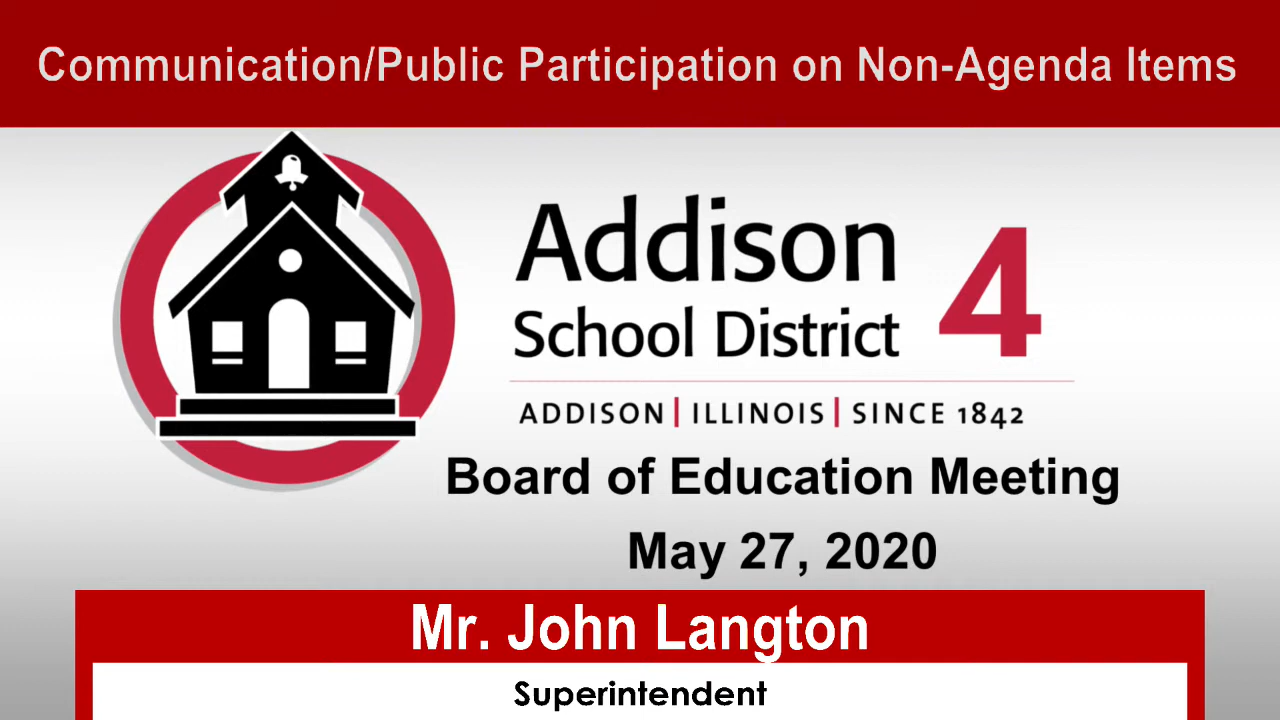 Communication/Public Participation on Non-Agenda Items
Addison
School District 4
ADDISON | ILLINOIS | SINCE 1842
Board of Education Meeting
May 27, 2020
Mr. John Langton
Superintendent